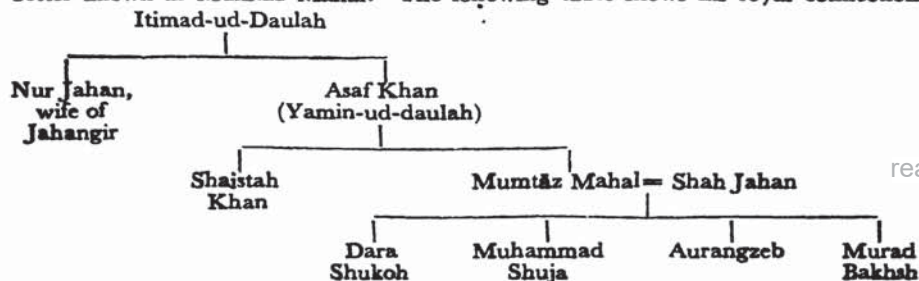 Itimad-ud-Daulah
Nur Jahan,
wife of
Jahangir
Asaf Khan
(Yamin-ud-daulah)
Shaistah
Khan
Mumtāz Mahal= Shah Jahan
rea
Dara
Shukoh
Muhammad
Shuja
Aurangzeb
Murad
Bakhsh